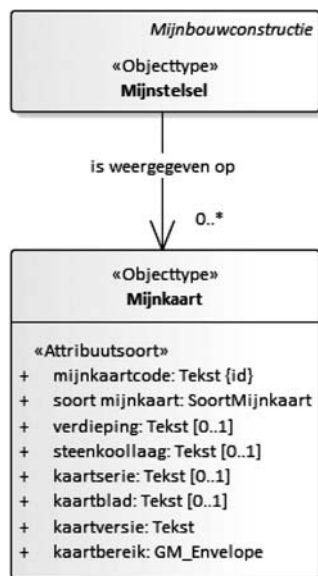 Mijnbouwconstructie
«Objecttype»
Mijnstelsel
is weergegeven op
0..*
«Objecttype»
Mijnkaart
«Attribuutsoort»
+ mijnkaartcode: Tekst {id}
+ soort mijnkaart: SoortMijnkaart
+ verdieping: Tekst [0..1]
+ steenkoollaag: Tekst [0..1]
+ kaartserie: Tekst [0..1]
+ kaartblad: Tekst [0..1]
+ kaartversie: Tekst
+ kaartbereik: GM_Envelope